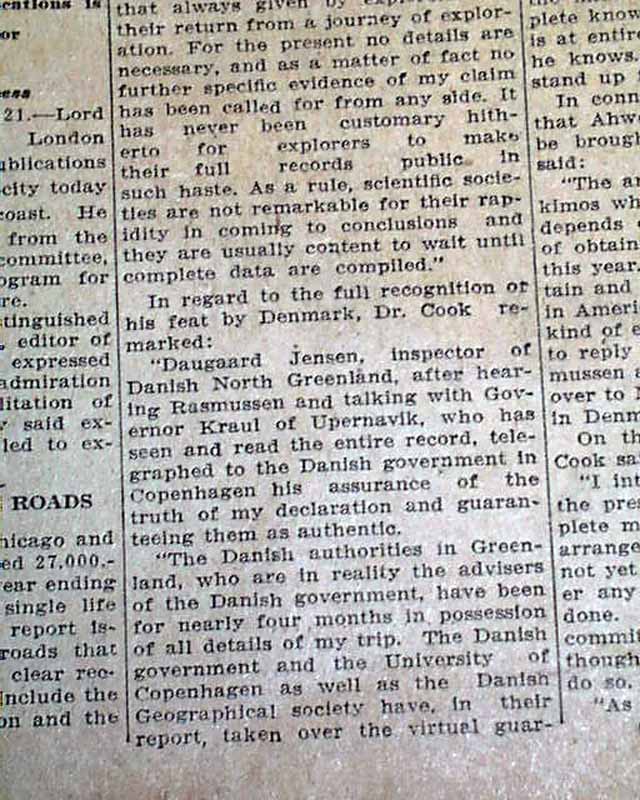 cations is
or
ess
21.—Lord
London
ublications
city today
coast. He
from the
committee,
ogram for
re.
tinguished
editor of
expressed
admiration
litation of
said ex-
led to ex-
ROADS
hicago and
ed 27,000.-
ear ending
single life
report is-
roads that
clear rec-
include the
on and the
that always given by
their return from a journey of explor-
ation. For the present no details are
necessary, and as a matter of fact no
further specific evidence of my claim
has been called for from any side. It
has never been customary hith-
erto for explorers to make
their full records public in
such haste. As a rule, scientific socie-
ties are not remarkable for their rap-
idity in coming to conclusions and
they are usually content to wait until
complete data are compiled."
In regard to the full recognition of
his feat by Denmark, Dr. Cook re-
marked:
"Daugaard Jensen, inspector of
Danish North Greenland, after hear-
ing Rasmussen and talking with Gov-
ernor Kraul of Upernavik, who has
seen and read the entire record, tele-
graphed to the Danish government in
Copenhagen his assurance of the
truth of my declaration and guaran-
teeing them as authentic.
"The Danish authorities in Green-
land, who are in reality the advisers
of the Danish government, have been
for nearly four months in possession
of all details of my trip. The Danish
government and the University of
Copenhagen as well as the Danish
Geographical society have, in their
report, taken over the virtual guar-
plete know
is at entire
he knows.
stand up
In conn
that Ahw
be brough
said:
"The ar
kimos wh
depends
of obtain
this year.
tain and
in Ameri
kind of e
to reply
mussen a
over to
in Denm
On th
Cook sa
"I int
the pres
plete m
arrange
not yet
er any
done.
commit
though
do so.
"As